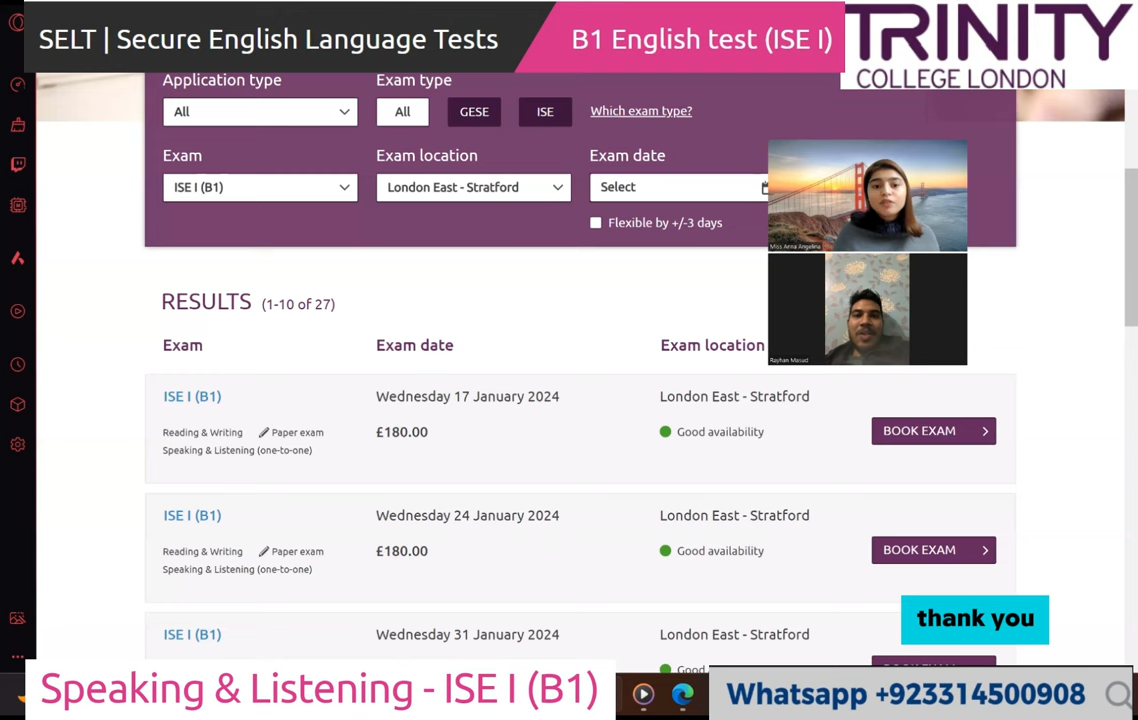 SELT | Secure English Language Tests
B1 English test (ISE I)
TRINITY
COLLEGE LONDON
Application type
Exam type
All
All
GESE
ISE
Which exam type?
Exam
Exam location
Exam date
ISE I (B1)
London East - Stratford
Select
Flexible by +/-3 days
Miss Anna Angelina
Rayhan Masud
RESULTS (1-10 of 27)
Exam
Exam date
Exam location
ISE I (B1)
Wednesday 17 January 2024
London East - Stratford
Reading & Writing
Paper exam
£180.00
Good availability
BOOK EXAM
Speaking & Listening (one-to-one)
ISE I (B1)
Wednesday 24 January 2024
London East - Stratford
Reading & Writing
Paper exam
£180.00
Good availability
BOOK EXAM
Speaking & Listening (one-to-one)
thank you
ISE I (B1)
Wednesday 31 January 2024
London East - Stratford
Speaking & Listening - ISE I (B1)
Whatsapp +923314500908